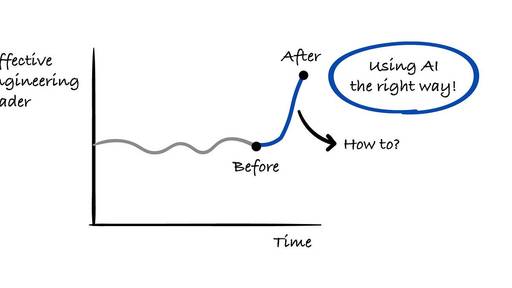 ffective
ngineering
ader
After
Using AI
the right way!
How to?
Before
Time